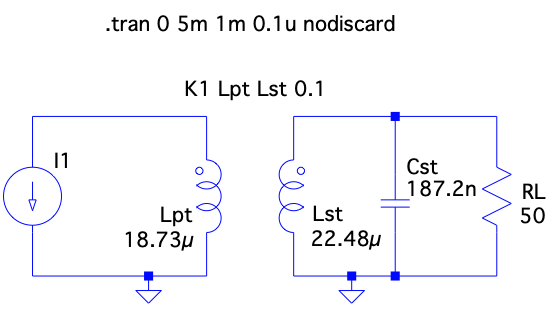 .tran 0 5m 1m 0.1u nodiscard
K1 Lpt Lst 0.1
I1
Lpt
18.73µ
Lst
22.48µ
Cst
187.2n
RL
50